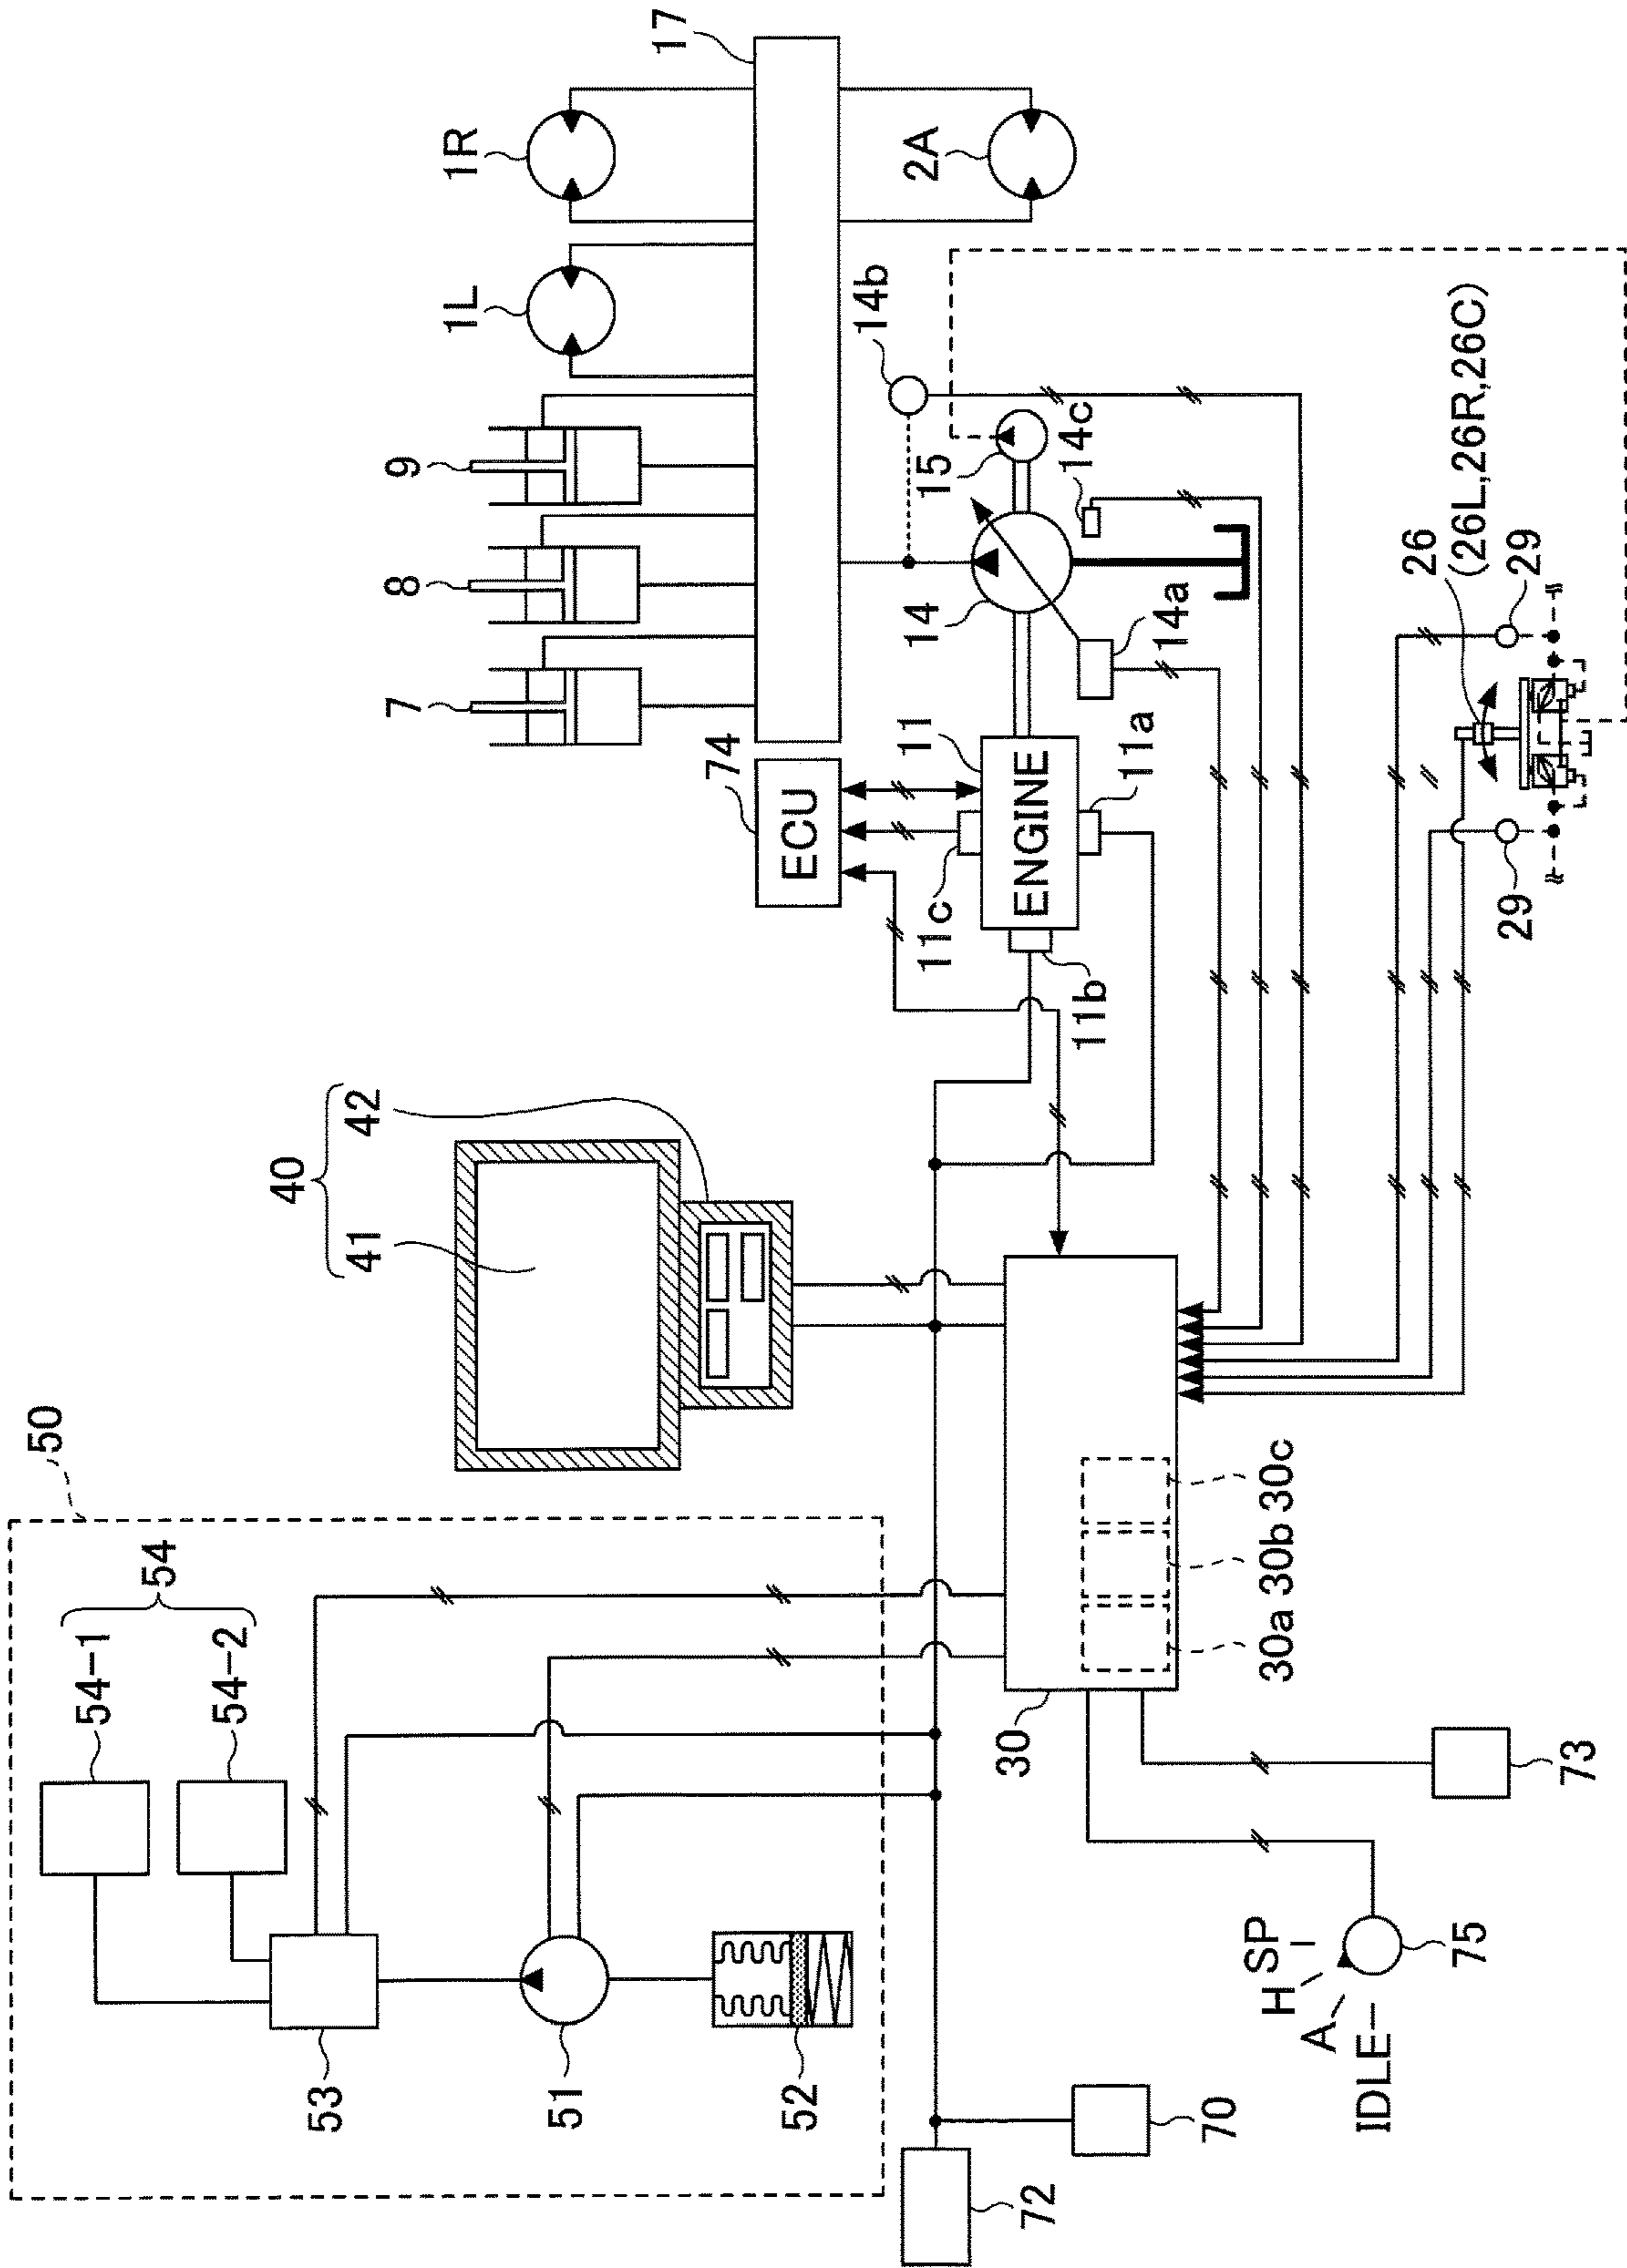 50
54
54-1
54-2
53
51
52
72
70
40
41
42
30
30a
30b
30c
73
75
SP
H
A
IDLE
74
ECU
7
8
9
1L
1R
17
2A
11
ENGINE
11a
11b
11c
14
14a
14b
14c
15
26
(26L,26R,26C)
29
29